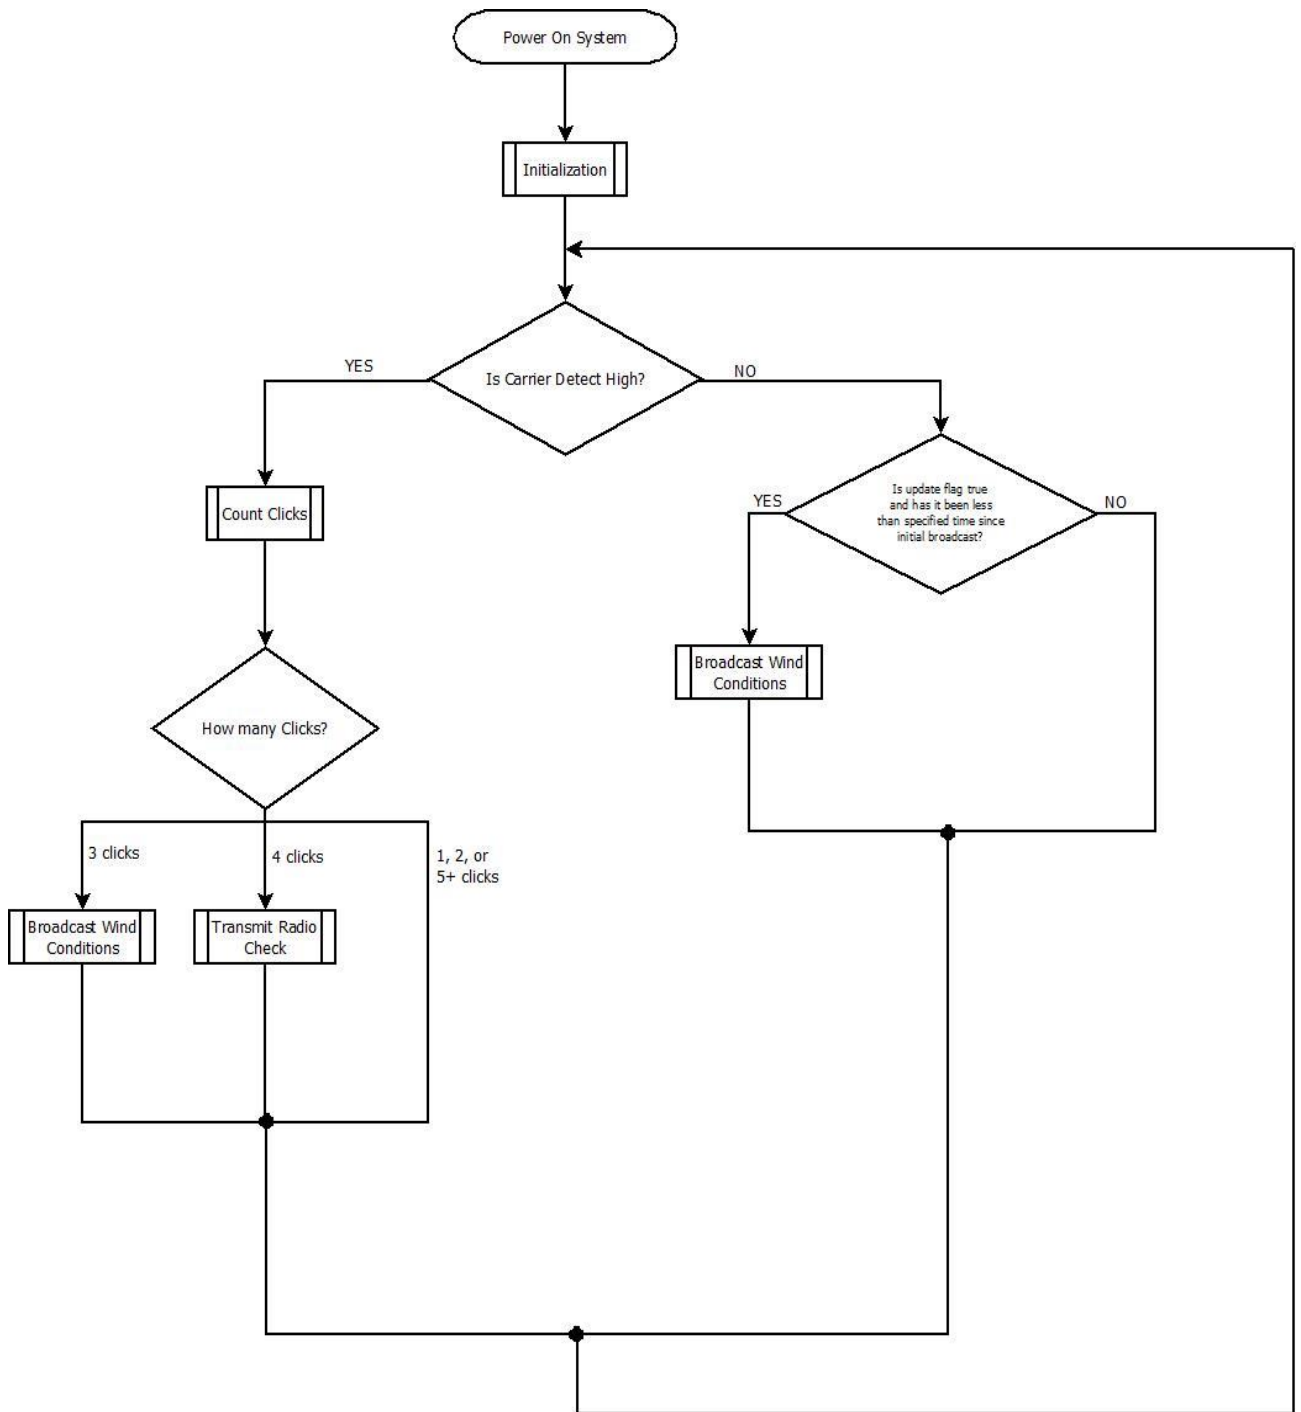 Power On System
Initialization
Is Carrier Detect High?
YES
NO
Count Clicks
Is update flag true
and has it been less
than specified time since
initial broadcast?
YES
NO
Broadcast Wind
Conditions
How many Clicks?
3 clicks
4 clicks
1, 2, or
5+ clicks
Broadcast Wind
Conditions
Transmit Radio
Check